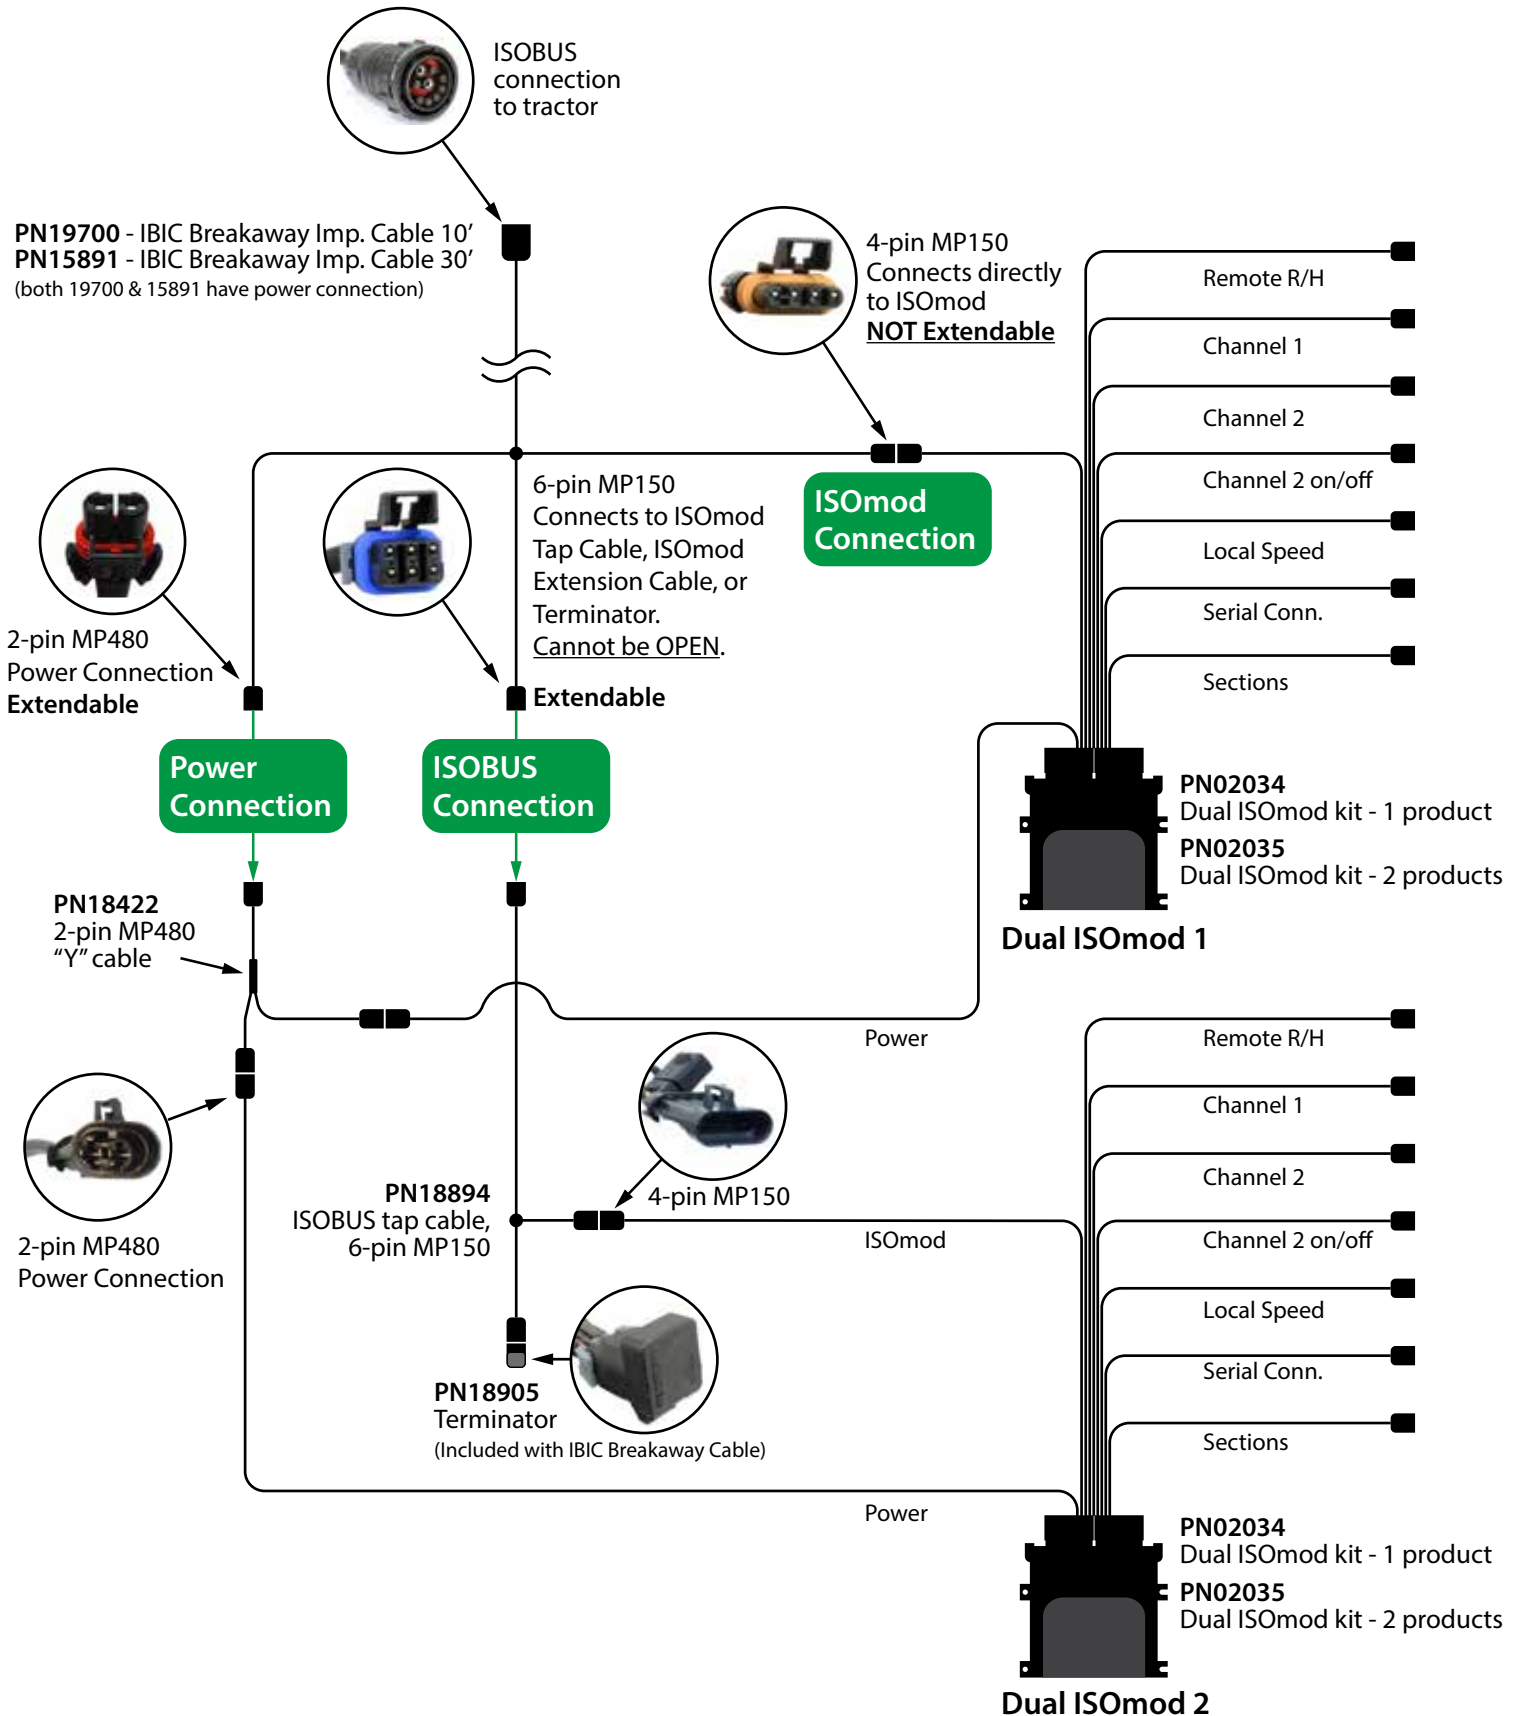 ISOBUS
connection
to tractor
PN19700 - IBIC Breakaway Imp. Cable 10’
PN15891 - IBIC Breakaway Imp. Cable 30’
(both 19700 & 15891 have power connection)
4-pin MP150
Connects directly
to ISOmod
NOT Extendable
Remote R/H
Channel 1
Channel 2
Channel 2 on/off
Local Speed
Serial Conn.
Sections
6-pin MP150
Connects to ISOmod
Tap Cable, ISOmod
Extension Cable, or
Terminator.
Cannot be OPEN.
Extendable
ISOmod
Connection
2-pin MP480
Power Connection
Extendable
Power
Connection
ISOBUS
Connection
PN02034
Dual ISOmod kit - 1 product
PN02035
Dual ISOmod kit - 2 products
Dual ISOmod 1
PN18422
2-pin MP480
“Y” cable
Power
Remote R/H
Channel 1
Channel 2
Channel 2 on/off
Local Speed
Serial Conn.
Sections
4-pin MP150
PN18894
ISOBUS tap cable,
6-pin MP150
ISOmod
2-pin MP480
Power Connection
PN18905
Terminator
(Included with IBIC Breakaway Cable)
Power
PN02034
Dual ISOmod kit - 1 product
PN02035
Dual ISOmod kit - 2 products
Dual ISOmod 2